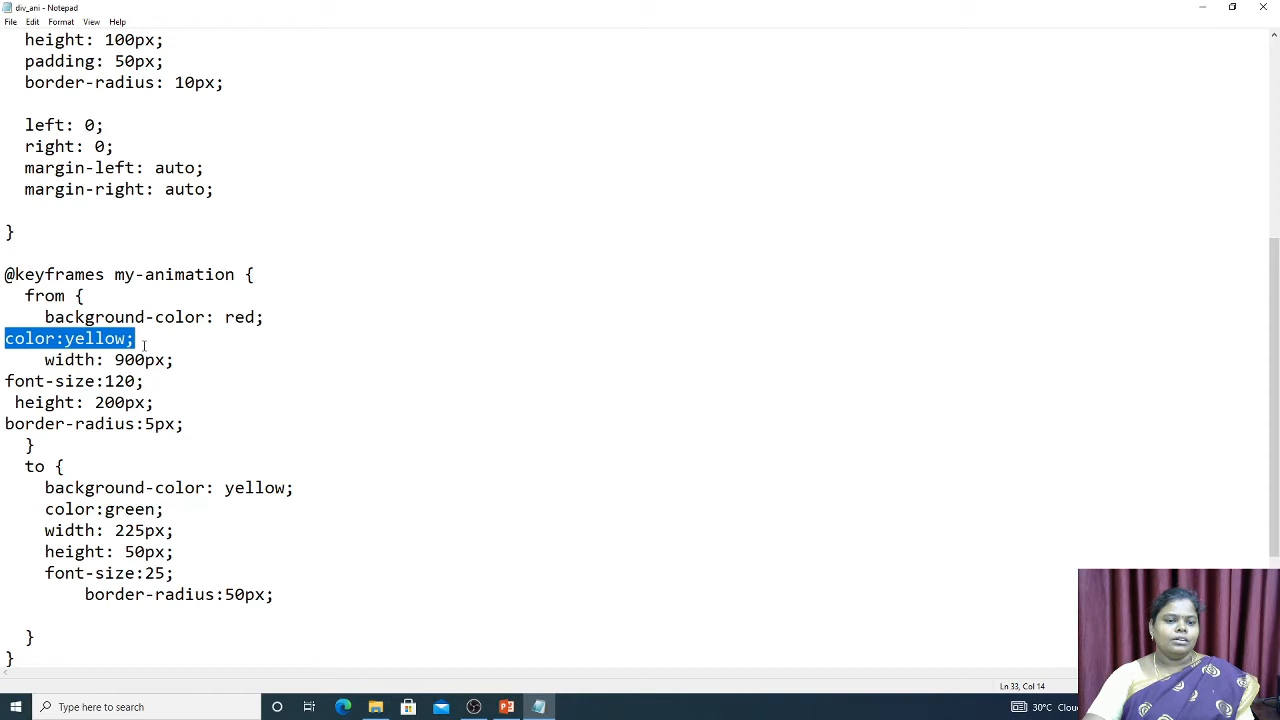 div_ani - Notepad
File Edit Format View Help
height: 100px;
padding: 50px;
border-radius: 10px;
left: 0;
right: 0;
margin-left: auto;
margin-right: auto;
}
@keyframes my-animation {
from {
background-color: red;
color:yellow;
width: 900px;
font-size:120;
height: 200px;
border-radius:5px;
}
to {
background-color: yellow;
color:green;
width: 225px;
height: 50px;
font-size:25;
border-radius:50px;
}
}
Ln 33, Col 14
Type here to search
30°C Clou